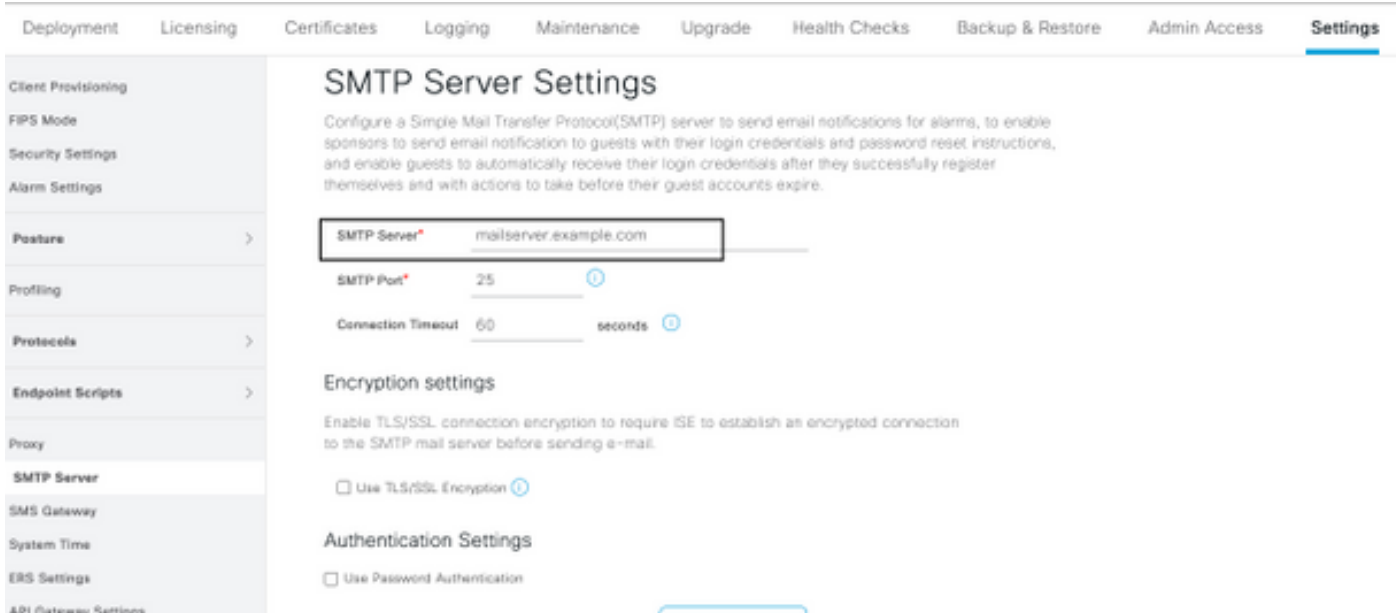 Deployment Licensing Certificates Logging Maintenance Upgrade Health Checks Backup & Restore Admin Access Settings
Client Provisioning
FIPS Mode
Security Settings
Alarm Settings
Posture
Profiling
Protocols
Endpoint Scripts
Proxy
SMTP Server
SMS Gateway
System Time
ERS Settings
API Gateway Settings
SMTP Server Settings
Configure a Simple Mail Transfer Protocol(SMTP) server to send email notifications for alarms, to enable
sponsors to send email notification to guests with their login credentials and password reset instructions,
and enable guests to automatically receive their login credentials after they successfully register
themselves and with actions to take before their guest accounts expire.
SMTP Server* mailserver.example.com
SMTP Port* 25
Connection Timeout 60 seconds
Encryption settings
Enable TLS/SSL connection encryption to require ISE to establish an encrypted connection
to the SMTP mail server before sending e-mail.
Use TLS/SSL Encryption
Authentication Settings
Use Password Authentication